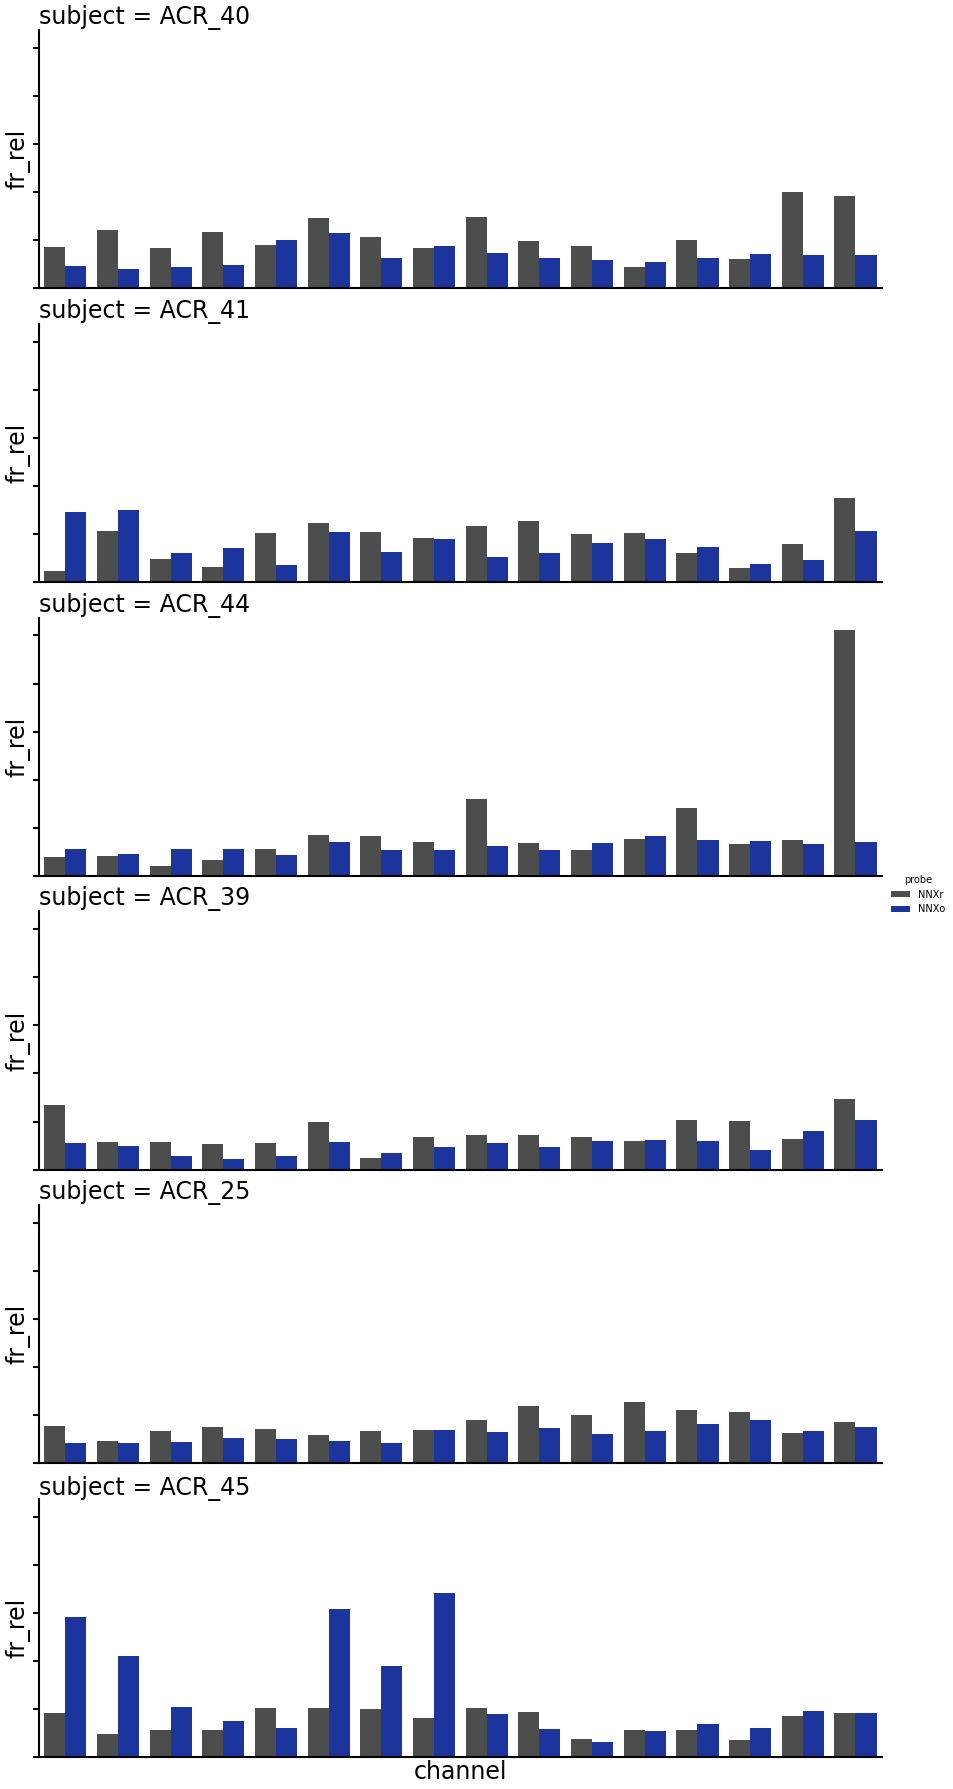 subject = ACR_40
fr_rel
subject = ACR_41
fr_rel
subject = ACR_44
fr_rel
probe
NNXr
NNXo
subject = ACR_39
fr_rel
subject = ACR_25
fr_rel
subject = ACR_45
fr_rel
channel